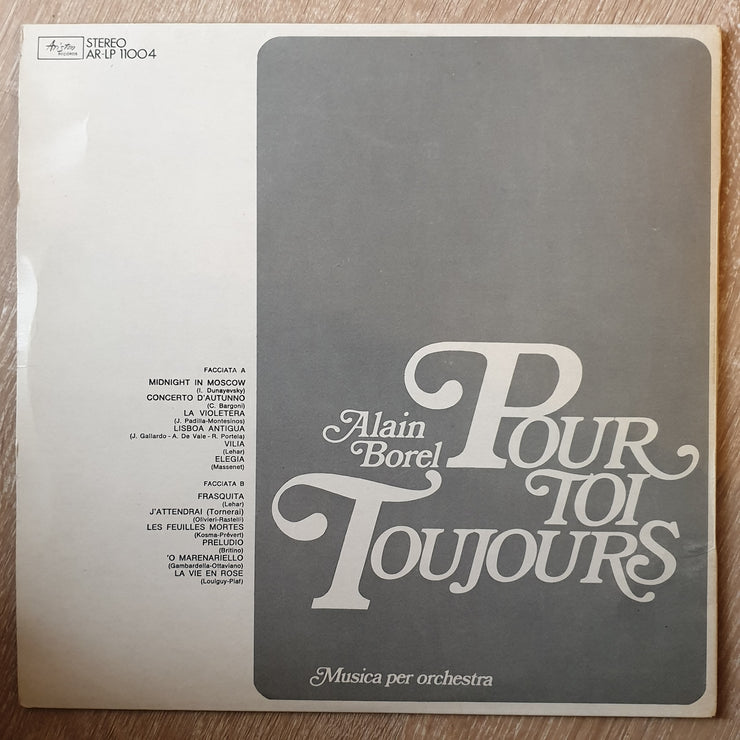 Ariston
RECORDS
STEREO
AR-LP 11004
FACCIATA A
MIDNIGHT IN MOSCOW
(I. Dunayevsky)
CONCERTO D'AUTUNNO
(C. Bargoni)
LA VIOLETERA
(J. Padilla-Montesinos)
LISBOA ANTIGUA
(J. Gallardo - A. De Vale - R. Portela)
VILIA
(Lehar)
ELEGIA
(Massenet)
FACCIATA B
FRASQUITA
(Lehar)
J'ATTENDRAI (Tornerai)
(Olivieri-Rastelli)
LES FEUILLES MORTES
(Kosma-Prévert)
PRELUDIO
(Britino)
'O MARENARIELLO
(Gambardella-Ottaviano)
LA VIE EN ROSE
(Louiguy-Piaf)
Alain
Borel
POUR
TOI
TOUJOURS
Musica per orchestra